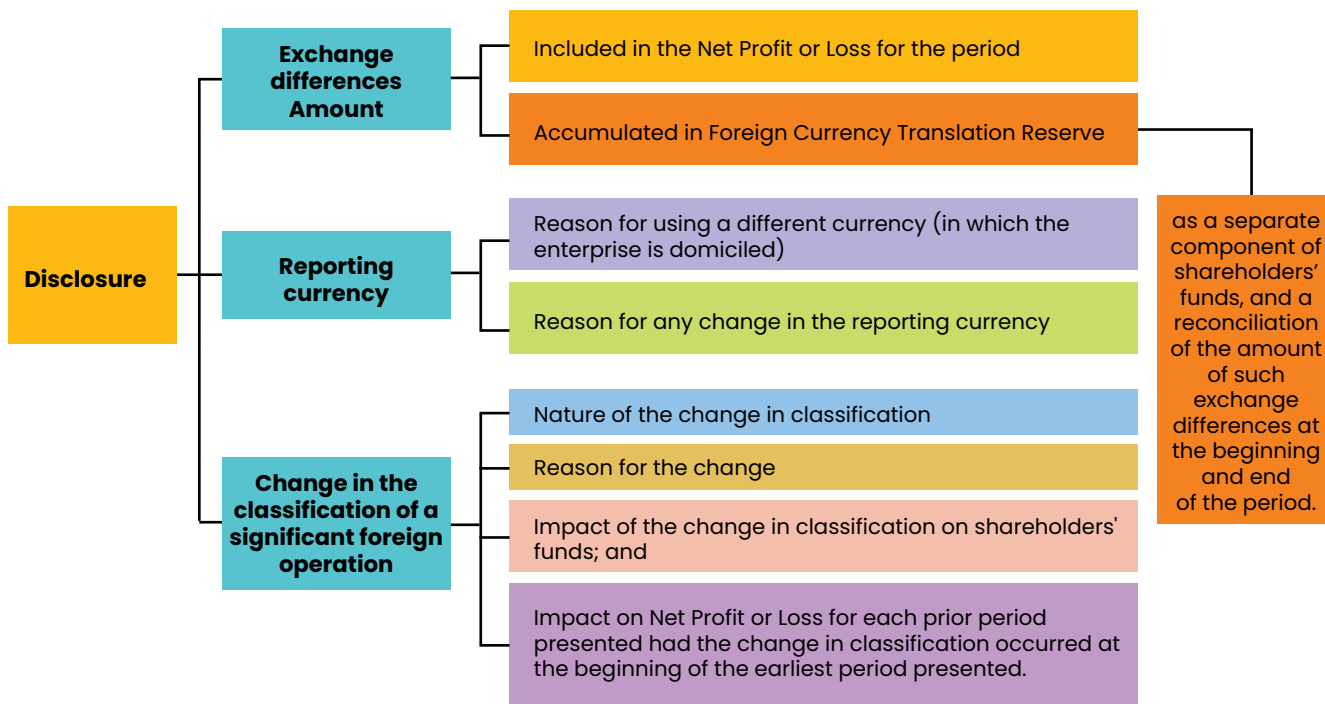 Disclosure
Exchange
differences
Amount
Included in the Net Profit or Loss for the period
Accumulated in Foreign Currency Translation Reserve
as a separate
component of
shareholders’
funds, and a
reconciliation
of the amount
of such
exchange
differences at
the beginning
and end
of the period.
Reporting
currency
Reason for using a different currency (in which the
enterprise is domiciled)
Reason for any change in the reporting currency
Change in the
classification of a
significant foreign
operation
Nature of the change in classification
Reason for the change
Impact of the change in classification on shareholders'
funds; and
Impact on Net Profit or Loss for each prior period
presented had the change in classification occurred at
the beginning of the earliest period presented.